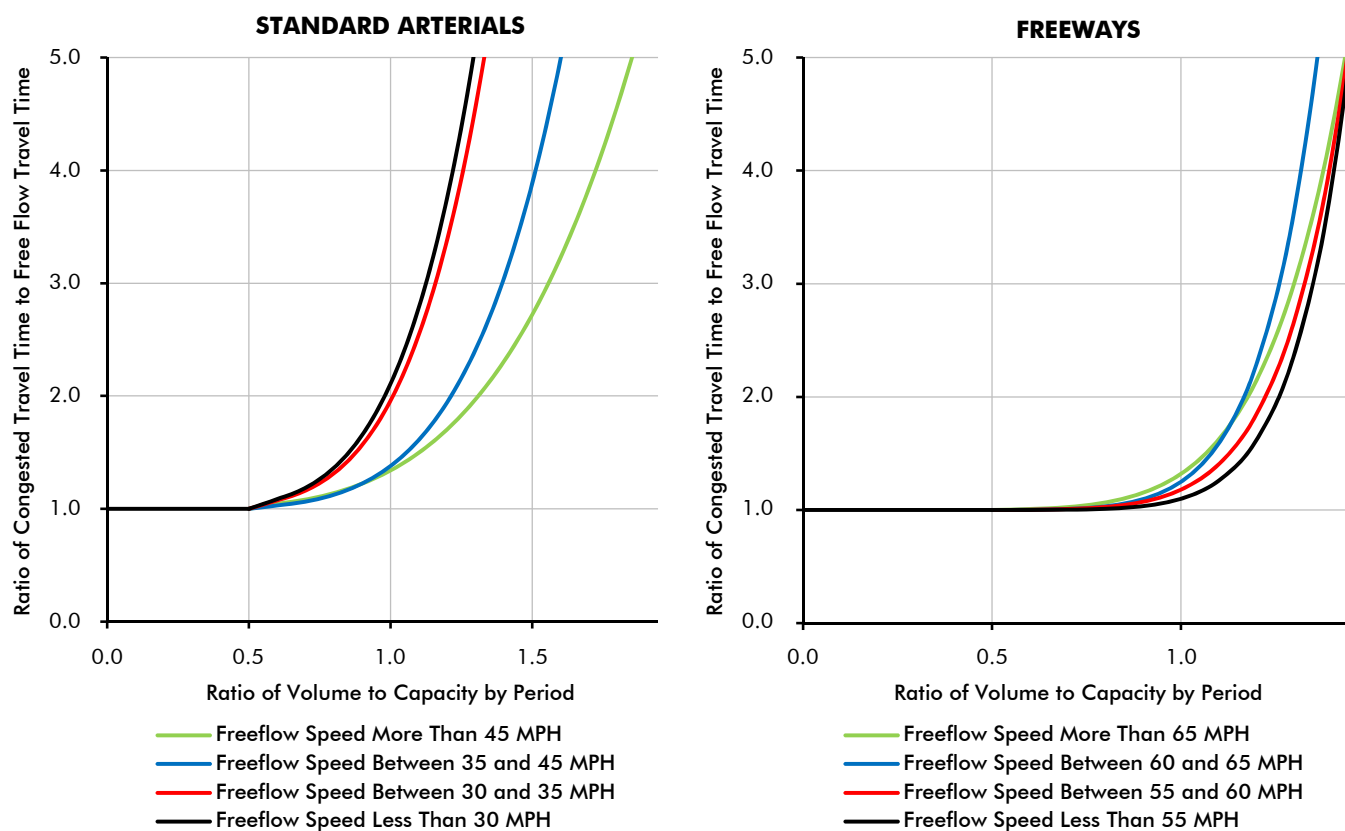 STANDARD ARTERIALS
Ratio of Congested Travel Time to Free Flow Travel Time
5.0
4.0
3.0
2.0
1.0
0.0
0.0 0.5 1.0 1.5
Ratio of Volume to Capacity by Period
Freeflow Speed More Than 45 MPH
Freeflow Speed Between 35 and 45 MPH
Freeflow Speed Between 30 and 35 MPH
Freeflow Speed Less Than 30 MPH
FREEWAYS
Ratio of Congested Travel Time to Free Flow Travel Time
5.0
4.0
3.0
2.0
1.0
0.0
0.0 0.5 1.0
Ratio of Volume to Capacity by Period
Freeflow Speed More Than 65 MPH
Freeflow Speed Between 60 and 65 MPH
Freeflow Speed Between 55 and 60 MPH
Freeflow Speed Less Than 55 MPH